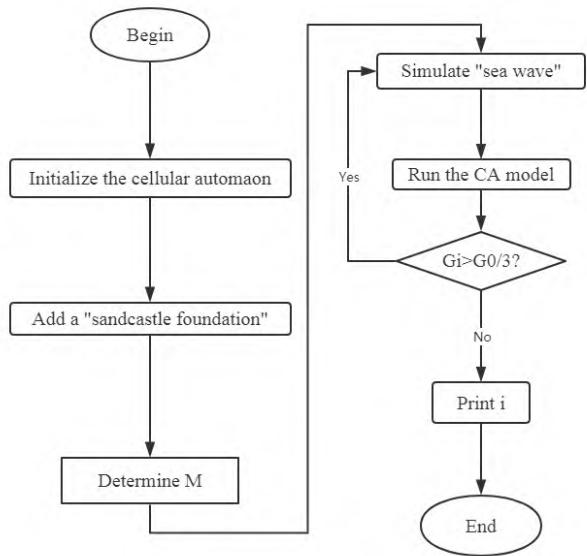 Begin
Initialize the cellular automaon
Add a "sandcastle foundation"
Determine M
Simulate "sea wave"
Yes
Run the CA model
Gi>G0/3?
No
Print i
End